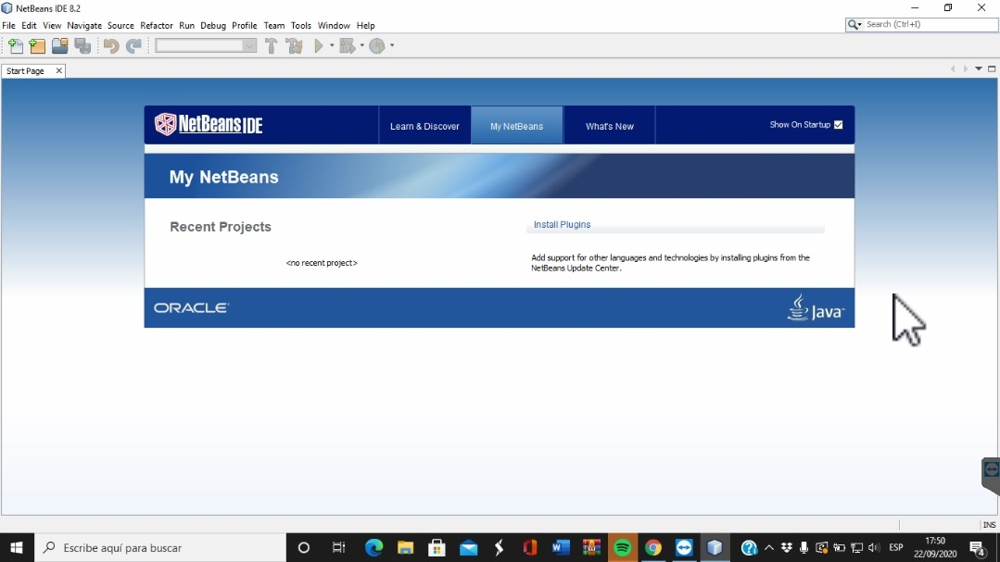 NetBeans IDE 8.2
File Edit View Navigate Source Refactor Run Debug Profile Team Tools Window Help
Search (Ctrl+I)
Start Page
NetBeans IDE
Learn & Discover
My NetBeans
What's New
Show On Startup
My NetBeans
Recent Projects
<no recent project>
Install Plugins
Add support for other languages and technologies by installing plugins from the
NetBeans Update Center.
ORACLE
Java
INS
Escribe aquí para buscar
ESP
17:50
22/09/2020
4